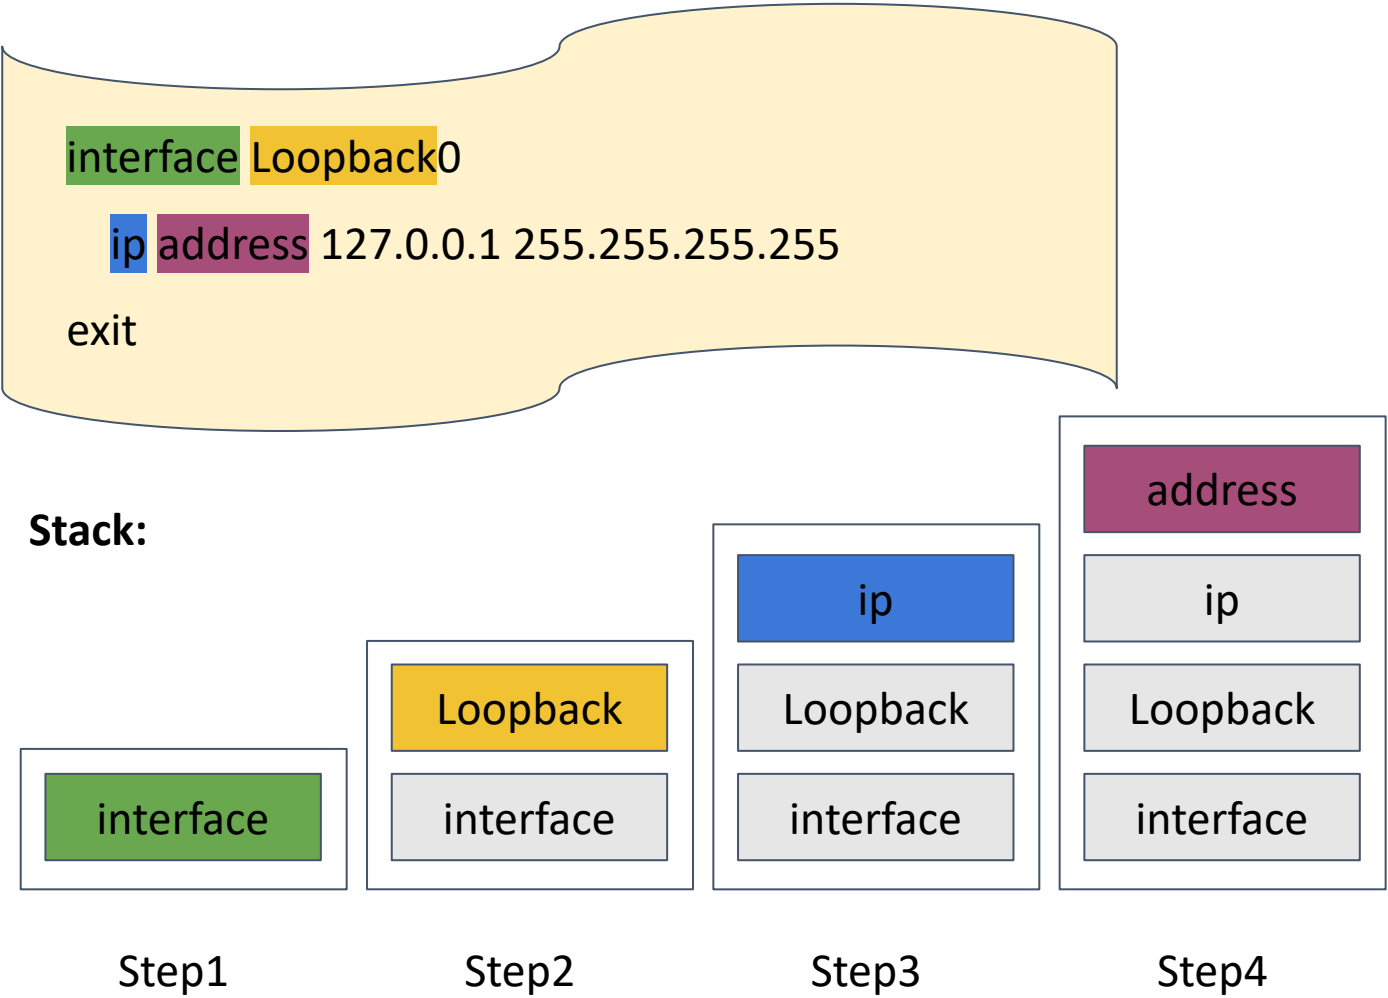 interface Loopback0
ip address 127.0.0.1 255.255.255.255
exit
Stack:
interface
Step1
Loopback
interface
Step2
ip
Loopback
interface
Step3
address
ip
Loopback
interface
Step4